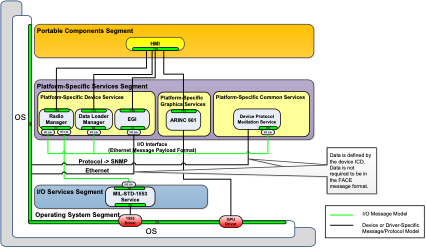 Portable Components Segment
HMI
Platform-Specific Services Segment
Platform-Specific Device Services
Platform-Specific
Graphics Services
Platform-Specific Common Services
Radio
Manager
Data Loader
Manager
EGI
ARINC 661
Device Protocol
Mediation Service
OS
I/O Interface
(Ethernet Message Payload Format)
Protocol -> SNMP
Ethernet
Data is defined by
the device ICD.
Data is not
required to be in
the FACE
message format.
I/O Services Segment
MIL-STD-1553
Service
Operating System Segment
1553
Driver
GPU
Driver
OS
I/O Message Model
Device or Driver-Specific
Message/Protocol Model